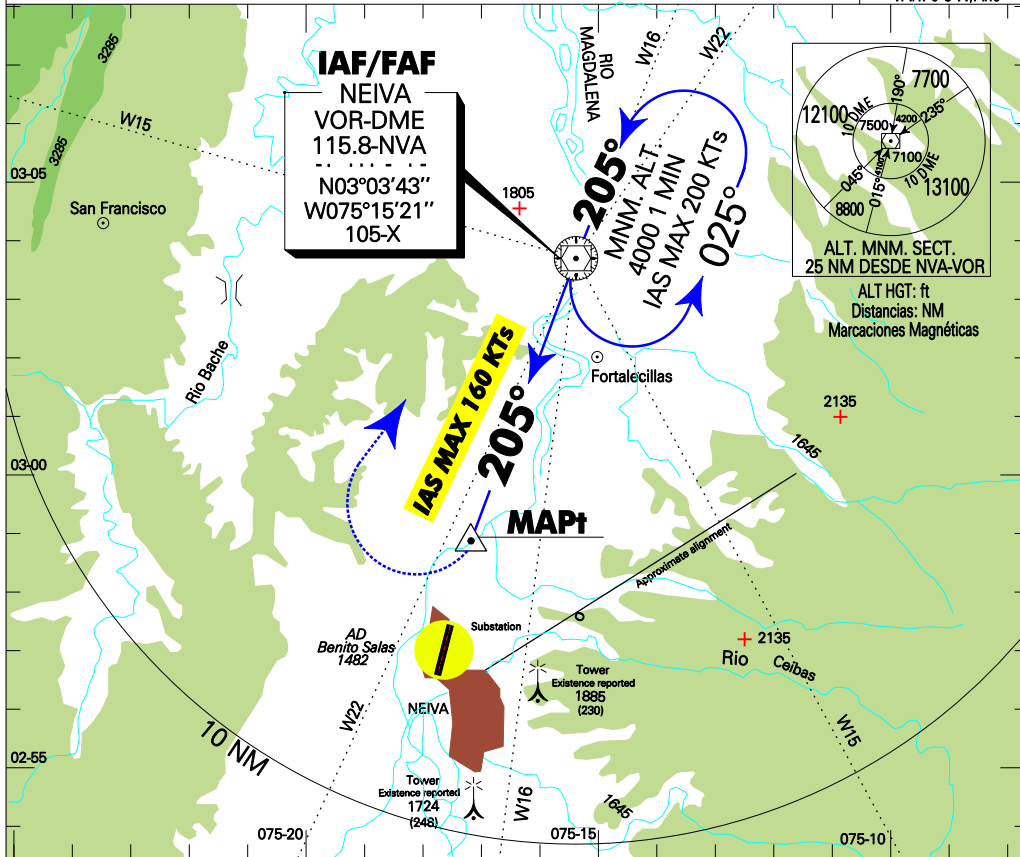 3285
3285
W15
03-05
San Francisco
IAF/FAF
NEIVA
VOR-DME
115.8-NVA
N03°03'43''
W075°15'21''
105-X
1805
RIO
MAGDALENA
W16
W22
205°
MNM. ALT.
4000 1 MIN
IAS MAX 200 KTs
025°
7700
12100
190°
235°
10 DME
7500
4200
7100
10 DME
045°
015°
4100
13100
8800
ALT. MNM. SECT.
25 NM DESDE NVA-VOR
ALT HGT: ft
Distancias: NM
Marcaciones Magnéticas
Rio Bache
Fortalecillas
IAS MAX 160 KTs
205°
2135
1645
03-00
MAPt
Approximate alignment
AD
Benito Salas
1482
Substation
2135
Rio Ceibas
Tower
Existence reported
1885
(230)
NEIVA
W22
W15
10 NM
02-55
Tower
Existence reported
1724
(248)
W16
1645
075-20
075-15
075-10